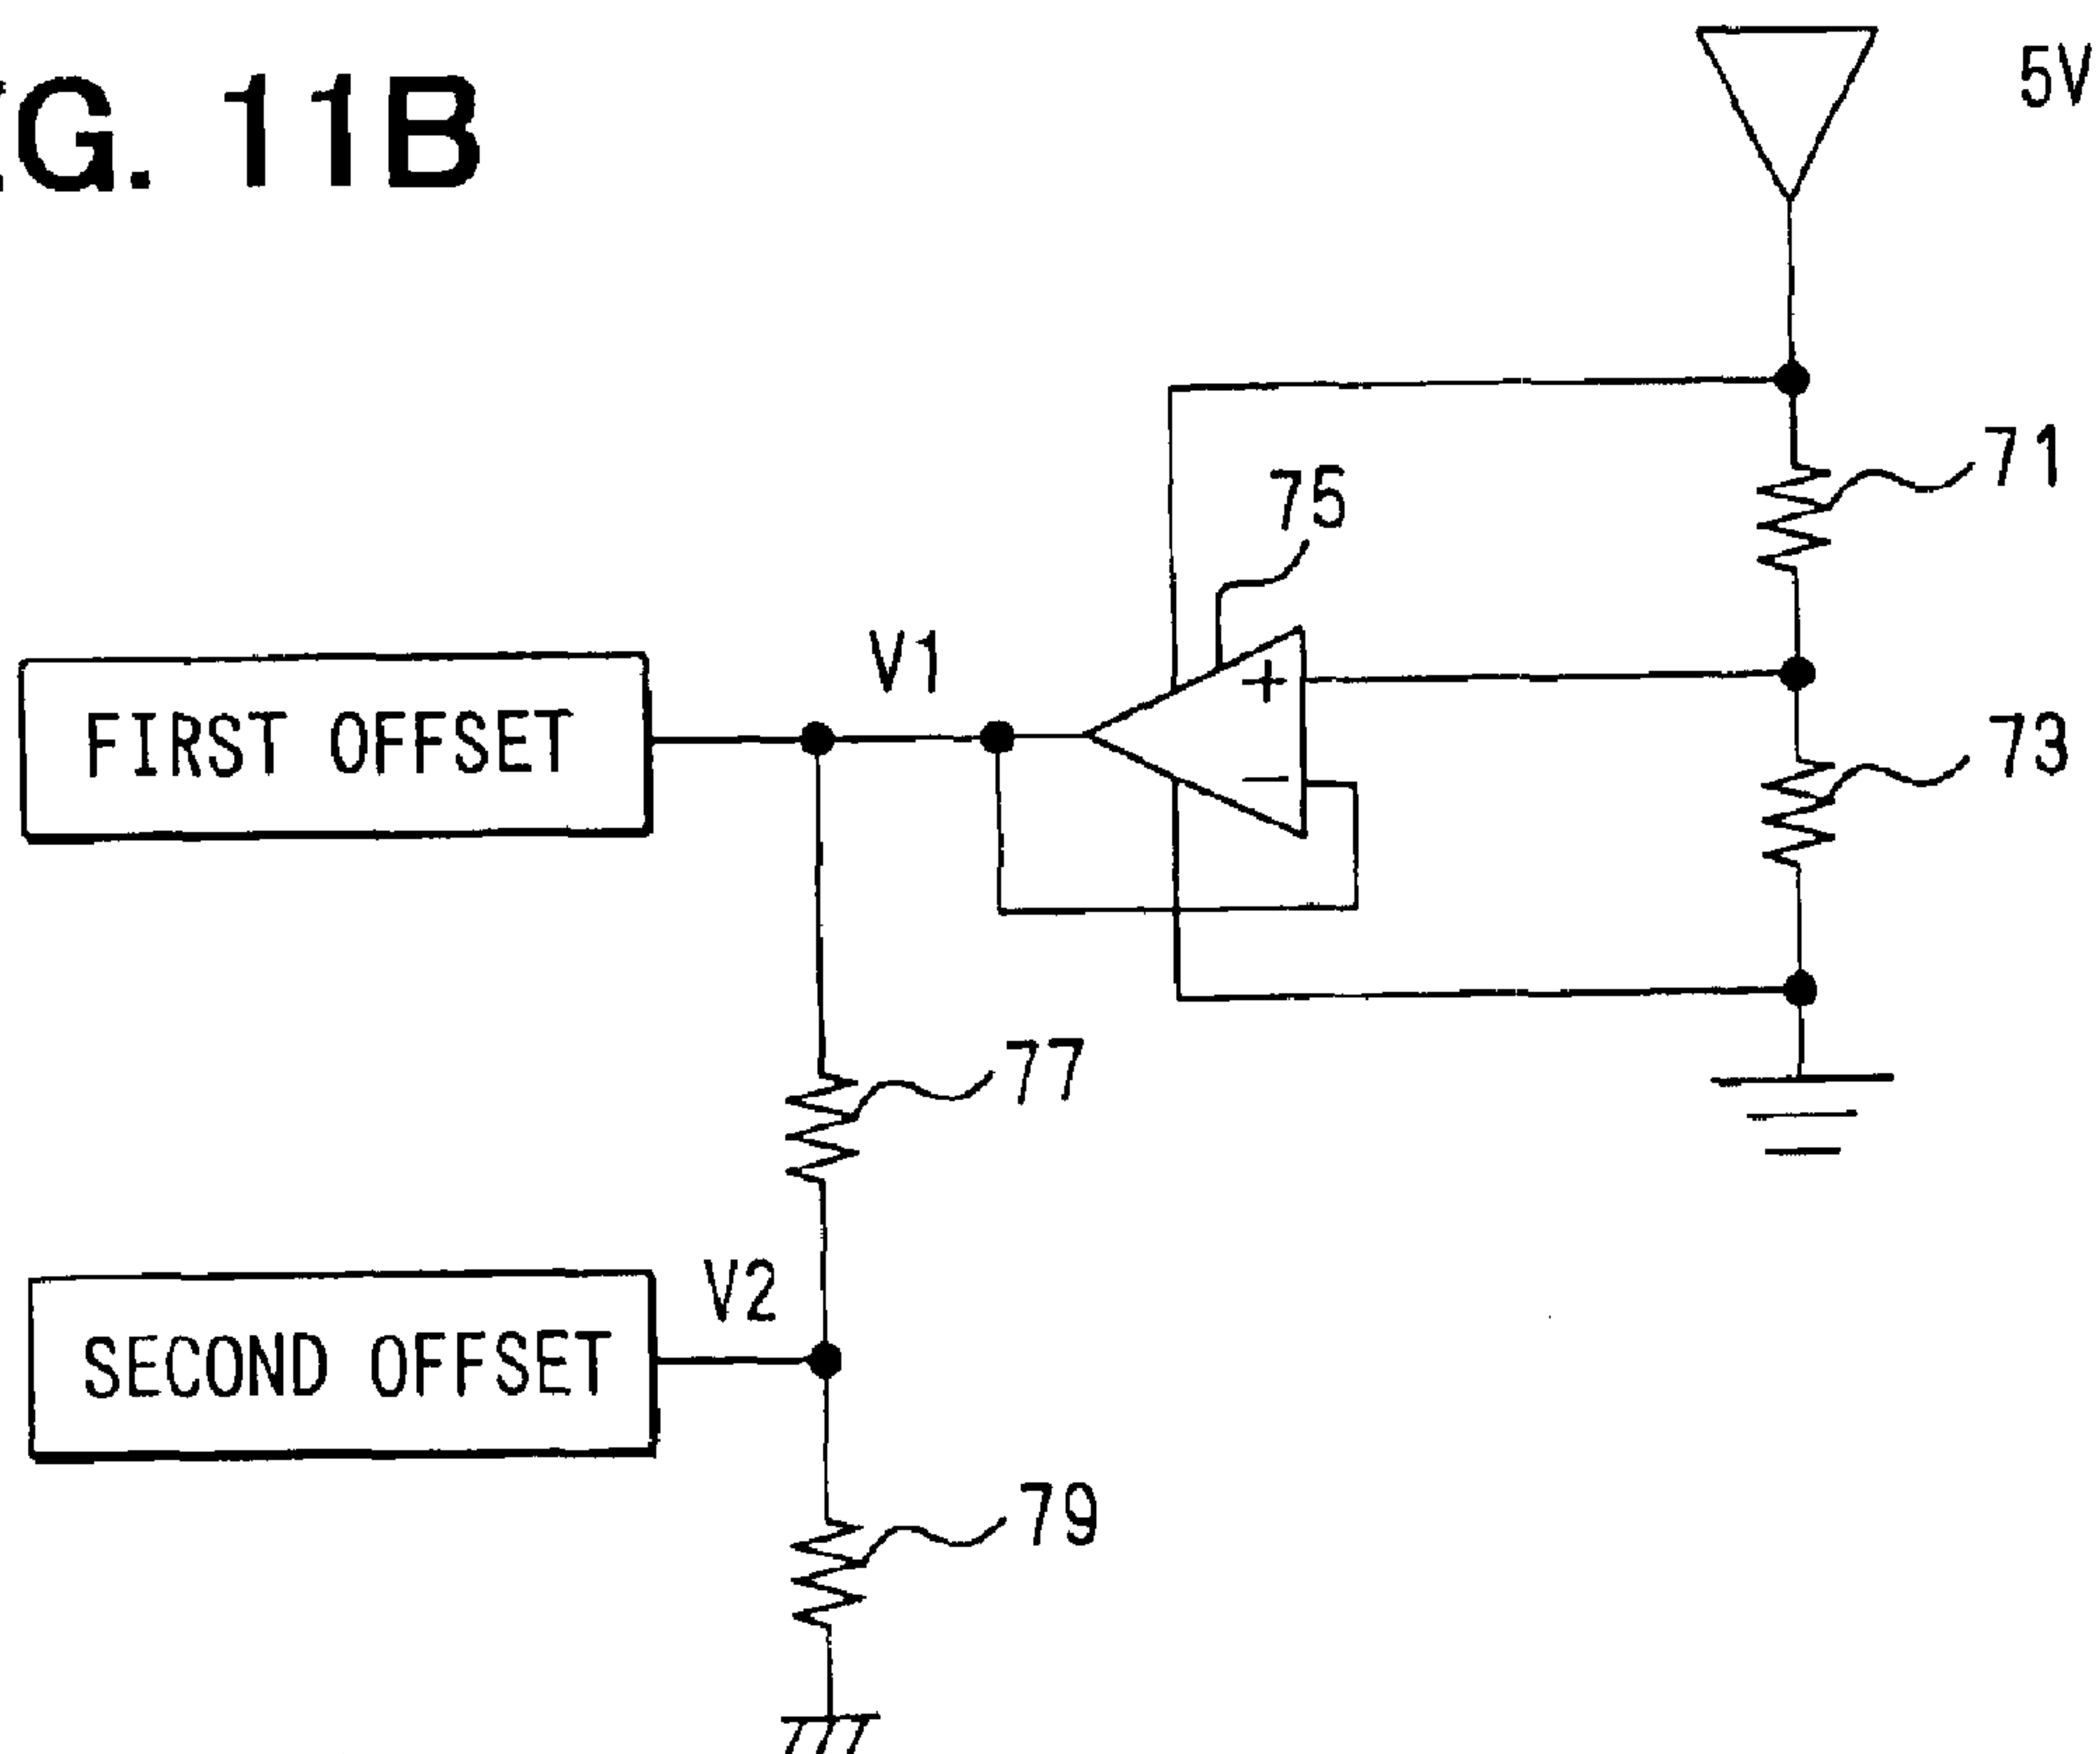 G. 11B
5V
71
75
V1
+
FIRST OFFSET
73
−
77
V2
SECOND OFFSET
79